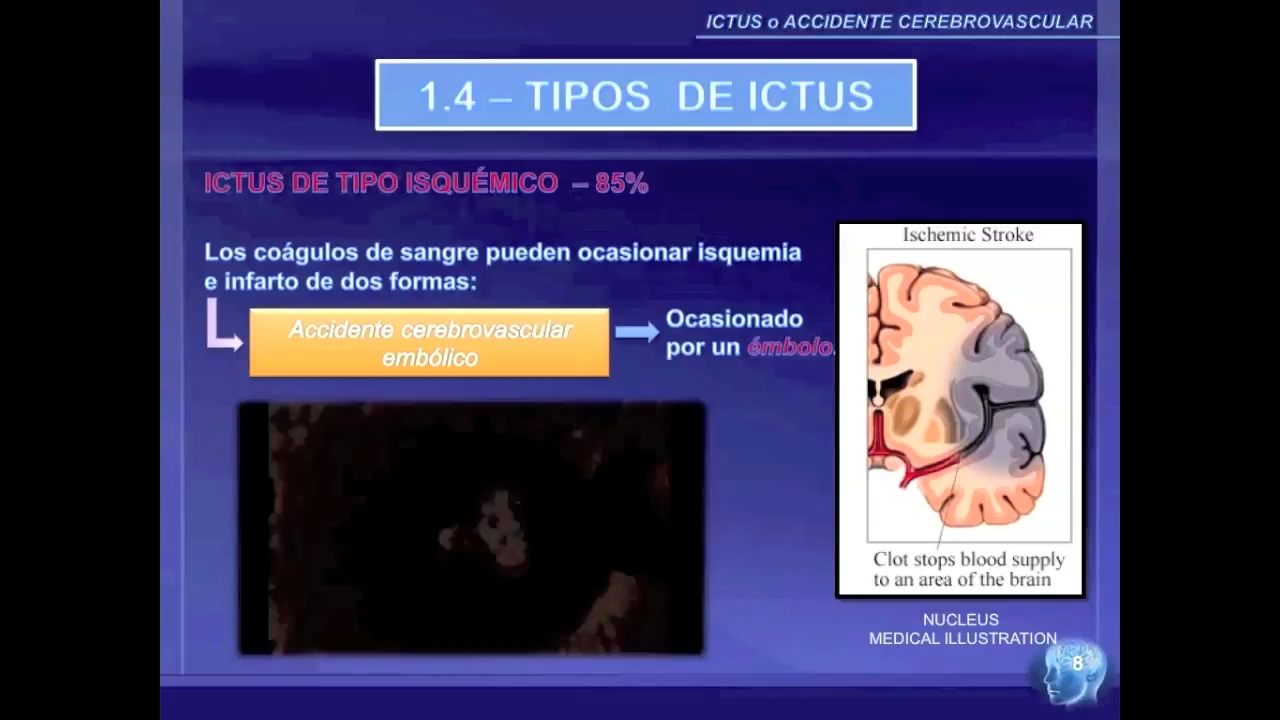 ICTUS o ACCIDENTE CEREBROVASCULAR
1.4 – TIPOS DE ICTUS
ICTUS DE TIPO ISQUÉMICO – 85%
Los coágulos de sangre pueden ocasionar isquemia
e infarto de dos formas:
Accidente cerebrovascular
embólico
Ocasionado
por un émbolo.
Ischemic Stroke
Clot stops blood supply
to an area of the brain
NUCLEUS
MEDICAL ILLUSTRATION
8